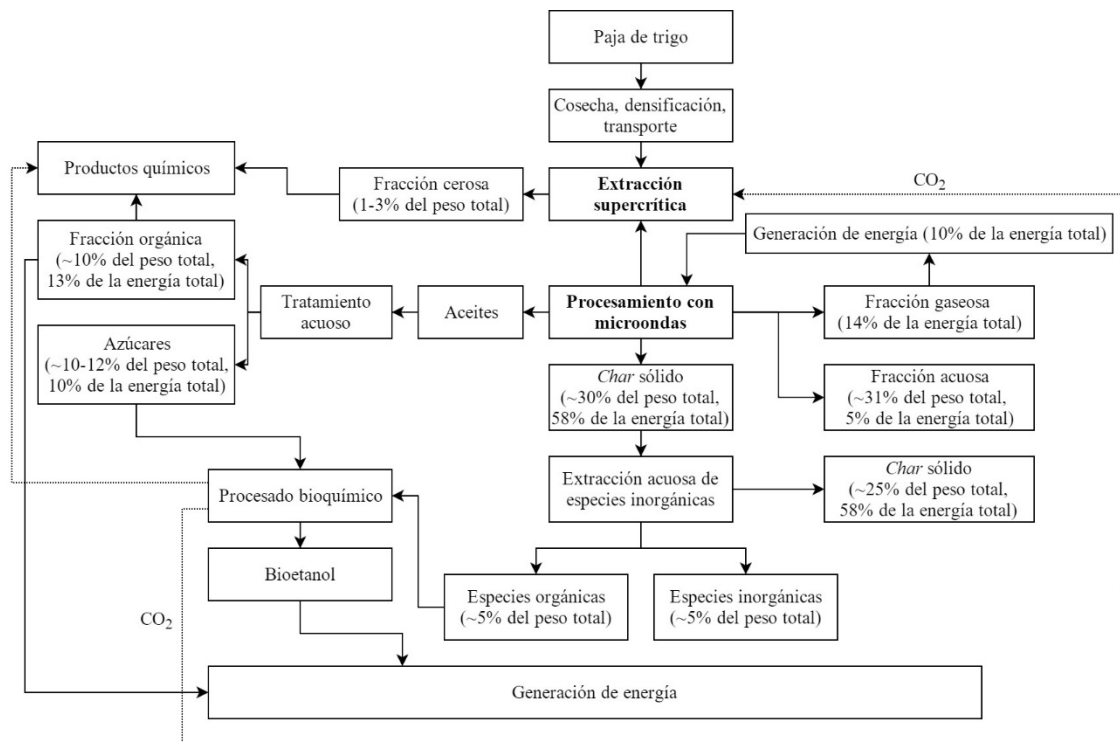 Paja de trigo
Cosecha, densificación,
transporte
Productos químicos
Fracción cerosa
(1-3% del peso total)
Extracción
supercrítica
CO₂
Generación de energía (10% de la energía total)
Fracción orgánica
(~10% del peso total,
13% de la energía total)
Tratamiento
acuoso
Aceites
Procesamiento con
microondas
Fracción gaseosa
(14% de la energía total)
Azúcares
(~10-12% del peso total,
10% de la energía total)
Char sólido
(~30% del peso total,
58% de la energía total)
Fracción acuosa
(~31% del peso total,
5% de la energía total)
Procesado bioquímico
Extracción acuosa de
especies inorgánicas
Char sólido
(~25% del peso total,
58% de la energía total)
Bioetanol
Especies orgánicas
(~5% del peso total)
Especies inorgánicas
(~5% del peso total)
CO₂
Generación de energía